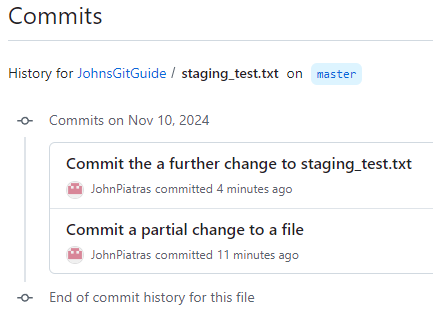 Commits
History for JohnsGitGuide / staging_test.txt on master
Commits on Nov 10, 2024
Commit the a further change to staging_test.txt
JohnPiatras committed 4 minutes ago
Commit a partial change to a file
JohnPiatras committed 11 minutes ago
End of commit history for this file